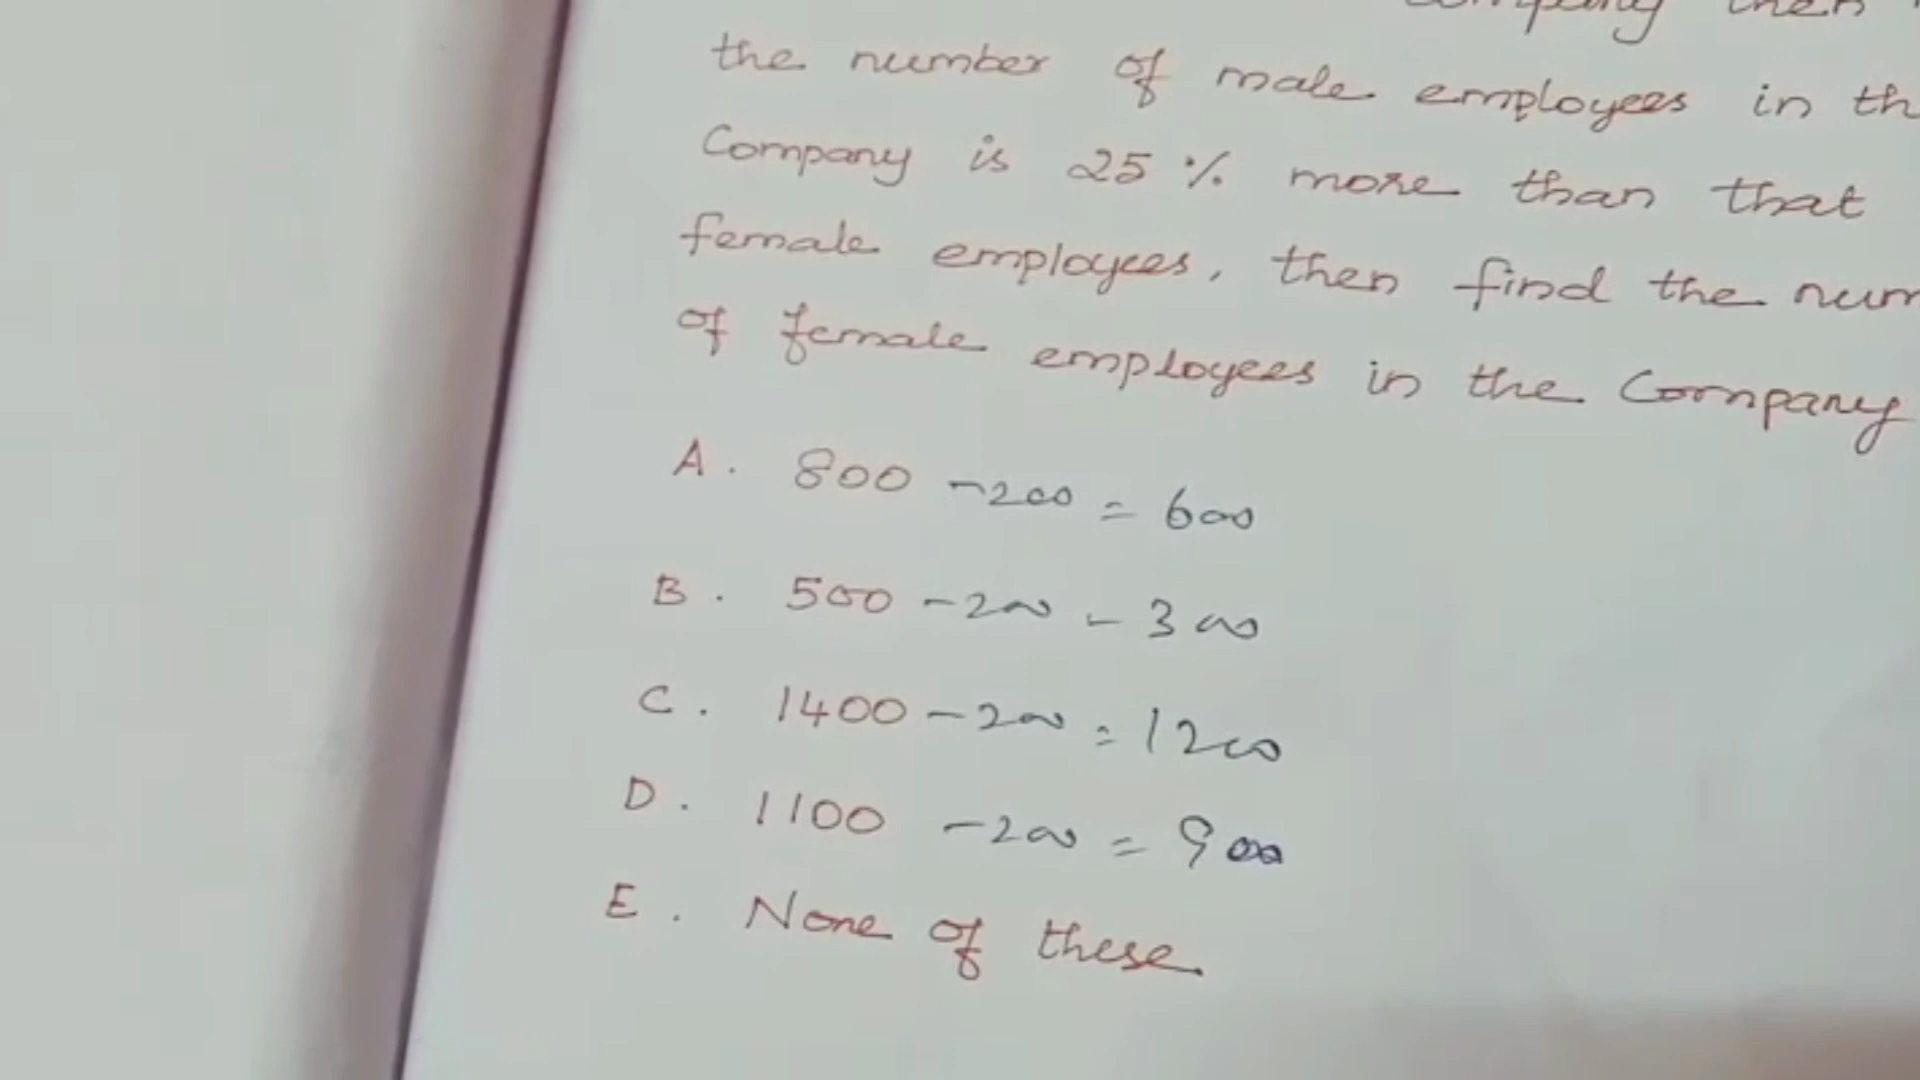 Company then
the number of male employees in
Company is 25 % more than that
female employees, then find the
of female employees in the Company
A. 800 - 200 = 600
B. 500 - 200 - 300
C. 1400 - 200 = 1200
D. 1100 - 200 = 900
E. None of these